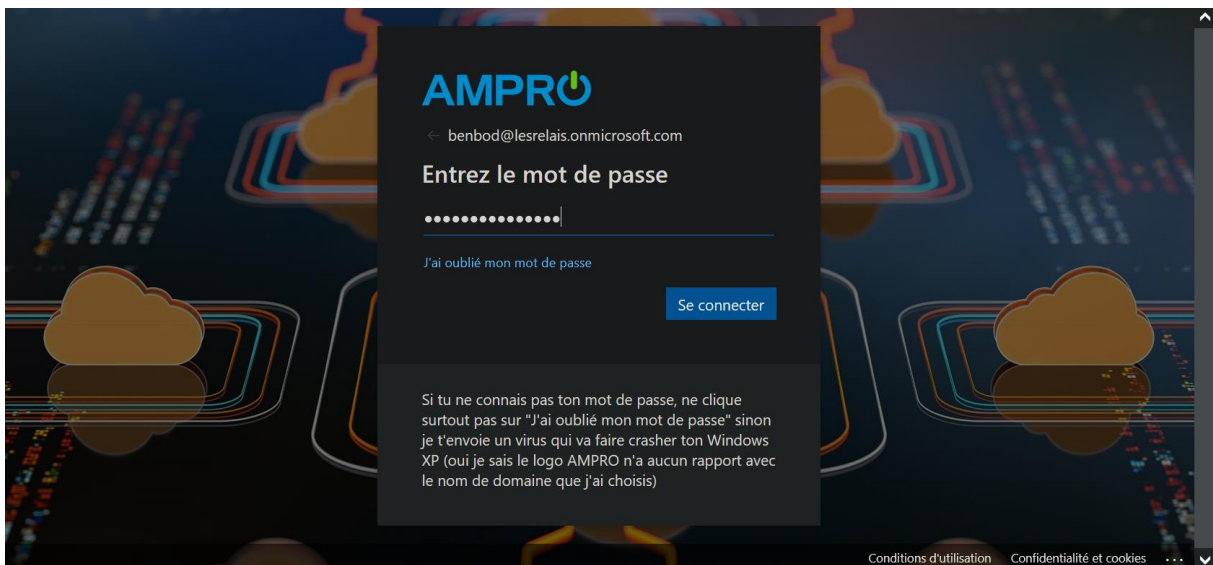 AMPRO
← benbod@lesrelais.onmicrosoft.com
Entrez le mot de passe
•••••••••••••••
J'ai oublié mon mot de passe
Se connecter
Si tu ne connais pas ton mot de passe, ne clique
surtout pas sur "J'ai oublié mon mot de passe" sinon
je t'envoie un virus qui va faire crasher ton Windows
XP (oui je sais le logo AMPRO n'a aucun rapport avec
le nom de domaine que j'ai choisis)
Conditions d'utilisation Confidentialité et cookies ...